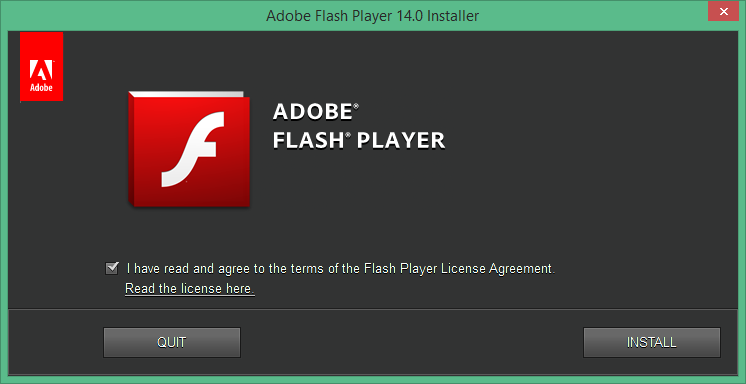 Adobe Flash Player 14.0 Installer
Adobe
ADOBE®
FLASH® PLAYER
I have read and agree to the terms of the Flash Player License Agreement.
Read the license here.
QUIT
INSTALL